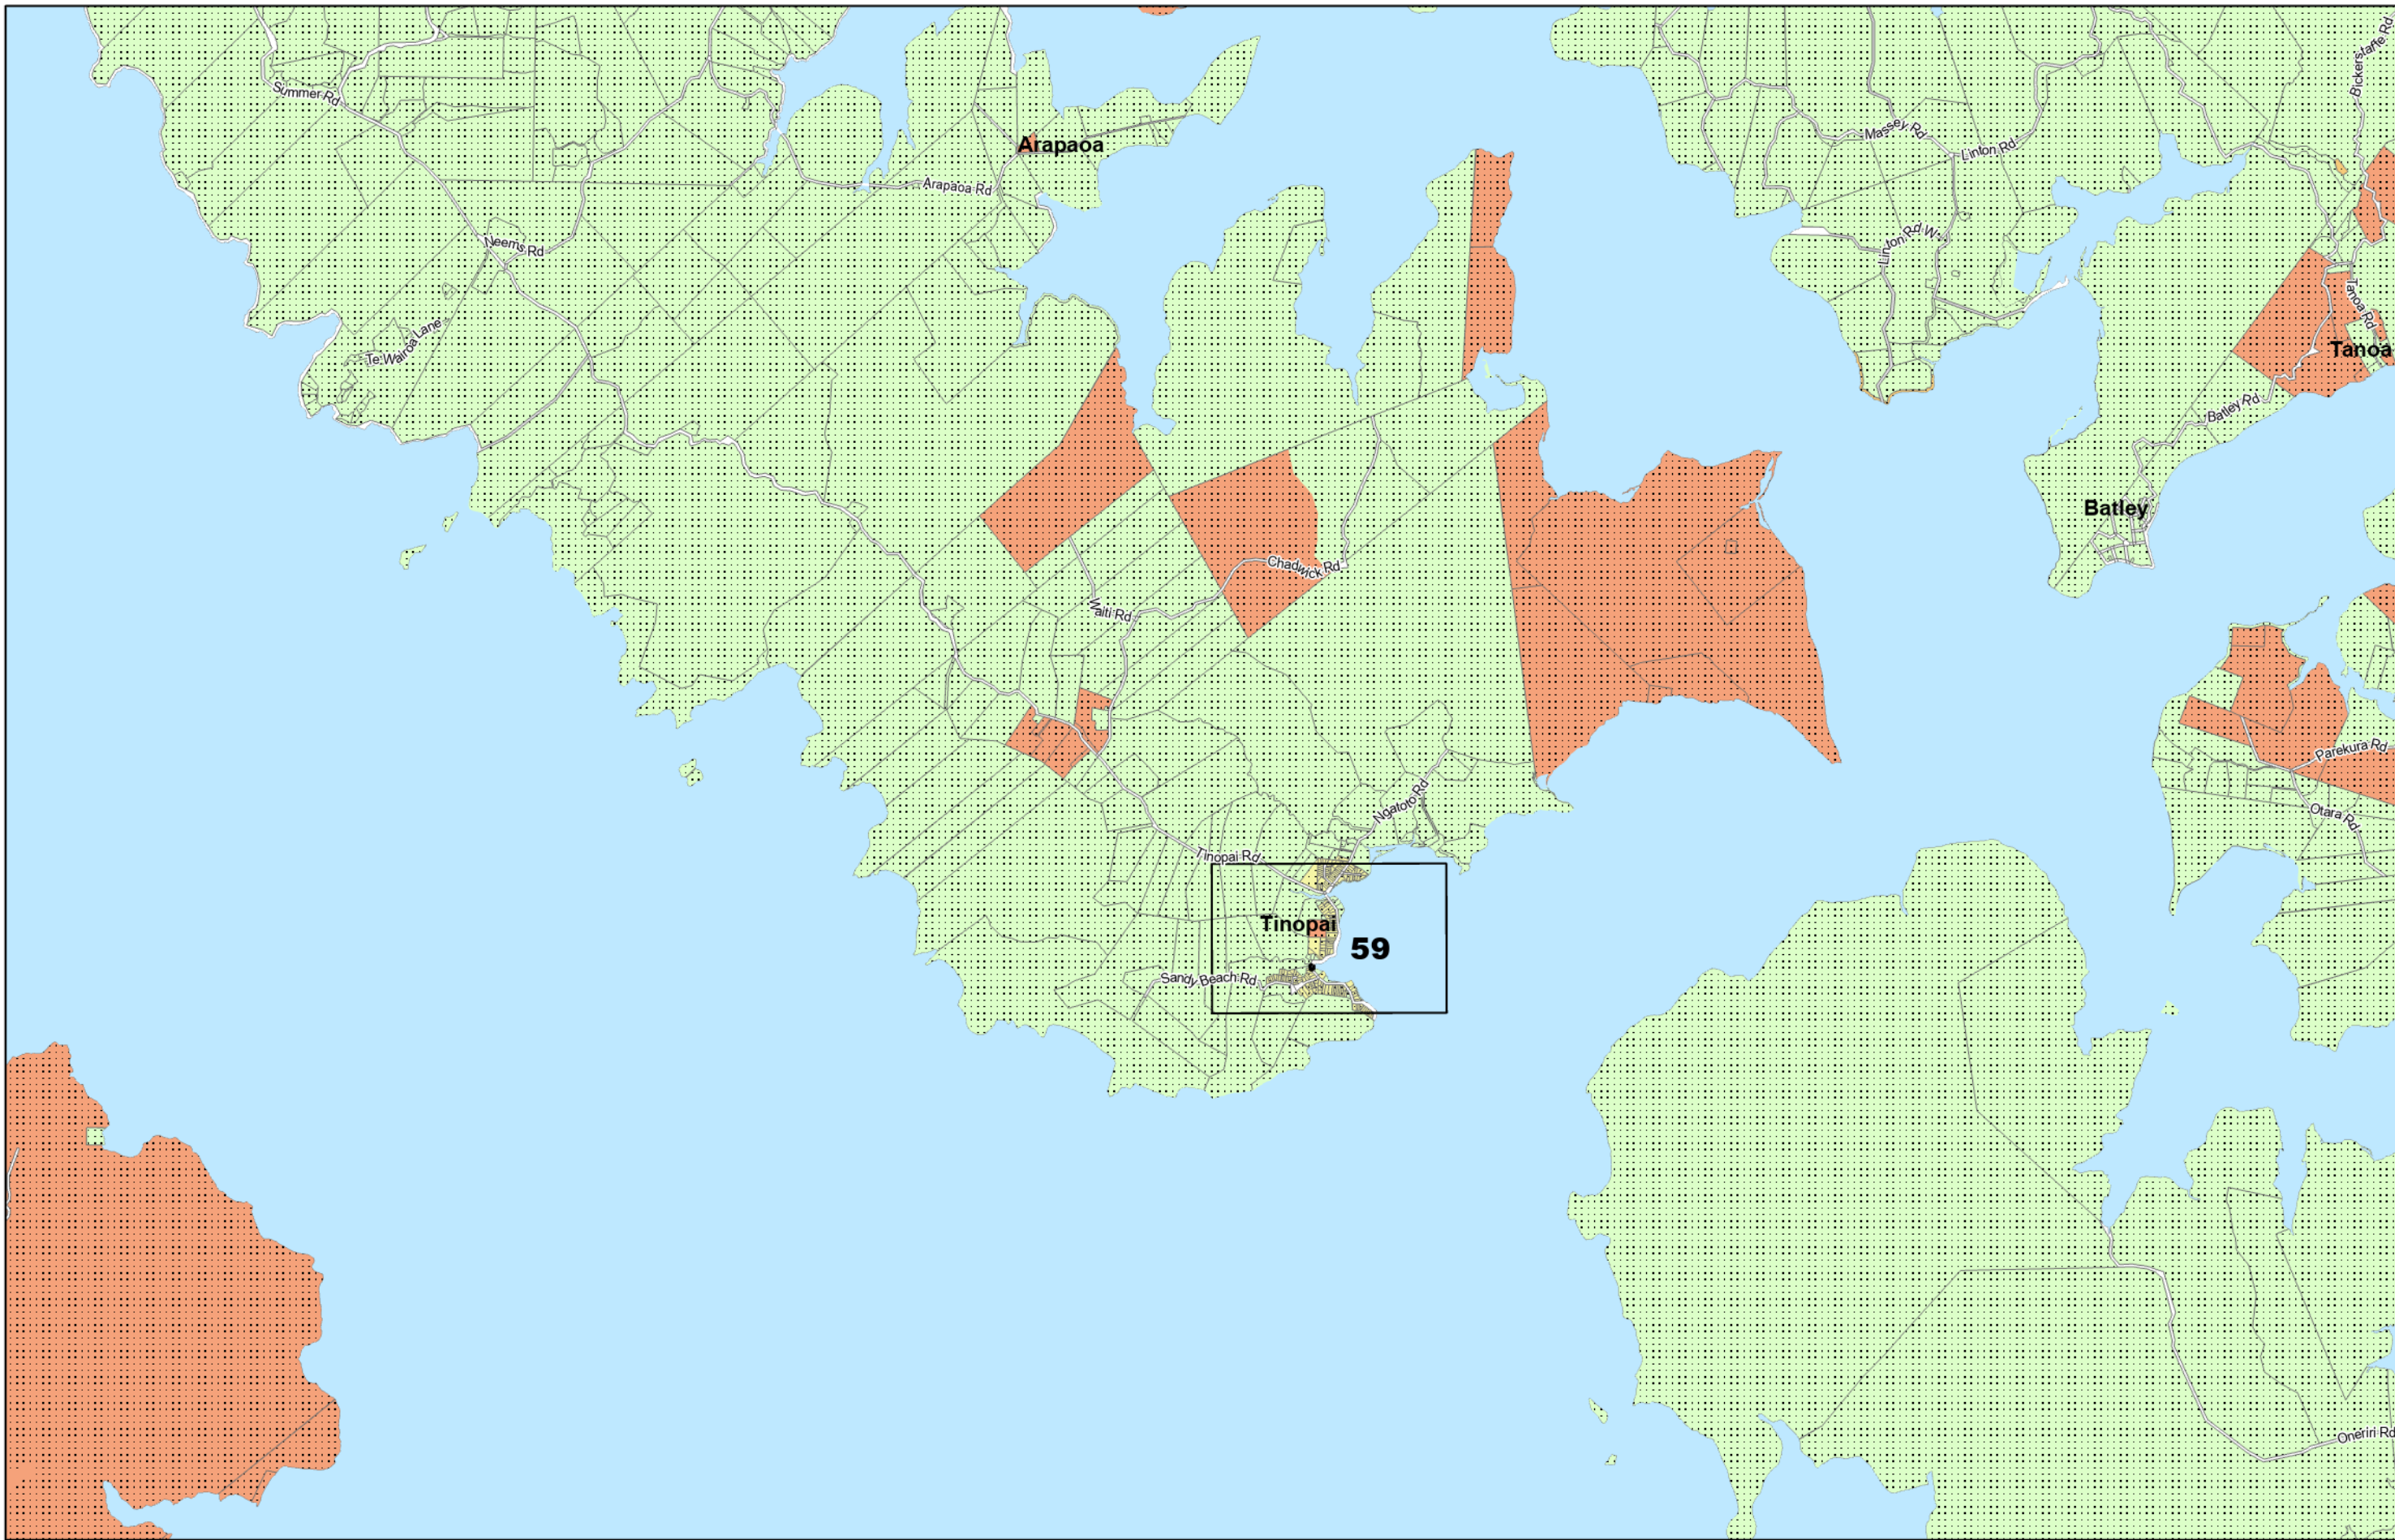 Bickerstaffe Rd
Summer Rd
Massey Rd
Arapaoa
Linton Rd
Arapaoa Rd
Linton Rd W
Neems Rd
Tanoa Rd
Te Wairoa Lane
Tanoa
Batley Rd
Batley
Chadwick Rd
Waiti Rd
Parekura Rd
Ngatoto Rd
Otara Rd
Tinopai Rd
Tinopai
59
Sandy Beach Rd
Oneriri Rd